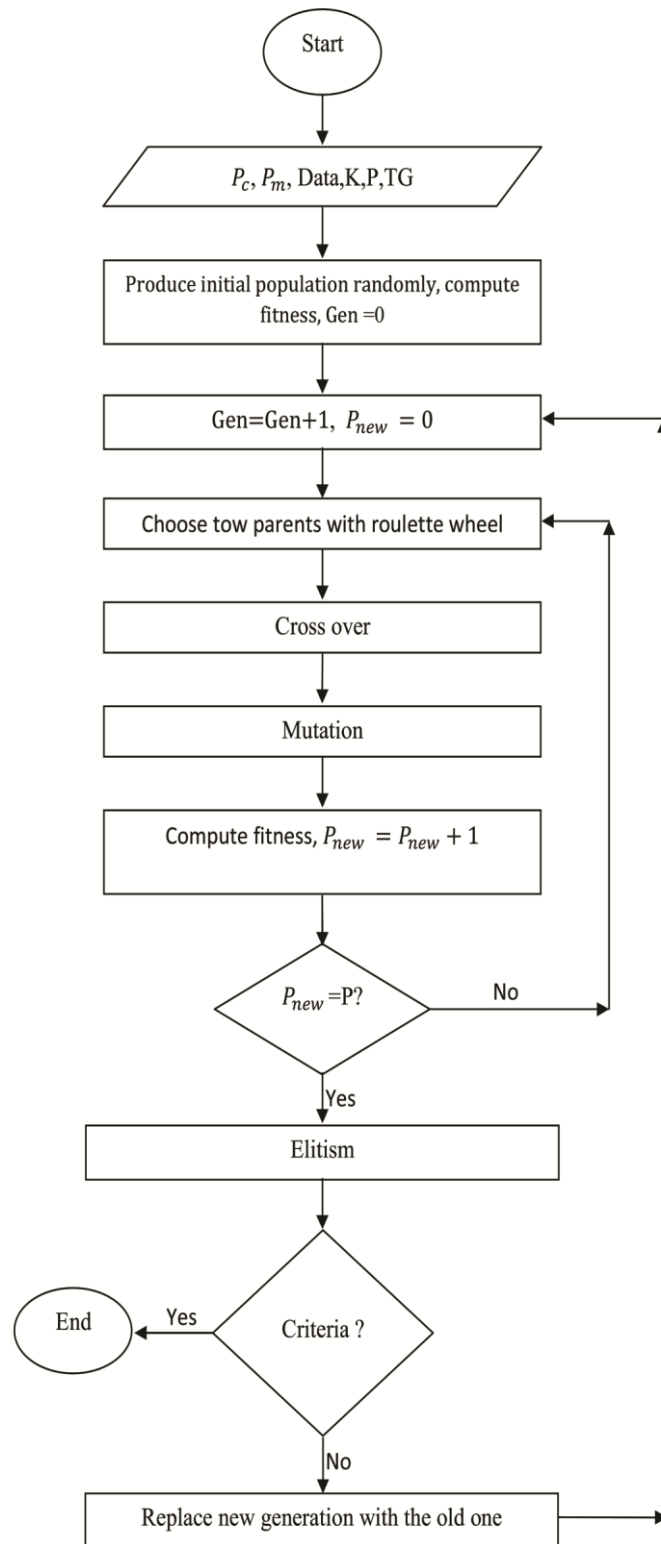 Start
P_c, P_m, Data,K,P,TG
Produce initial population randomly, compute
fitness, Gen =0
Gen=Gen+1, P_new = 0
Choose tow parents with roulette wheel
Cross over
Mutation
Compute fitness, P_new = P_new + 1
P_new =P?
No
Yes
Elitism
Criteria ?
Yes
End
No
Replace new generation with the old one